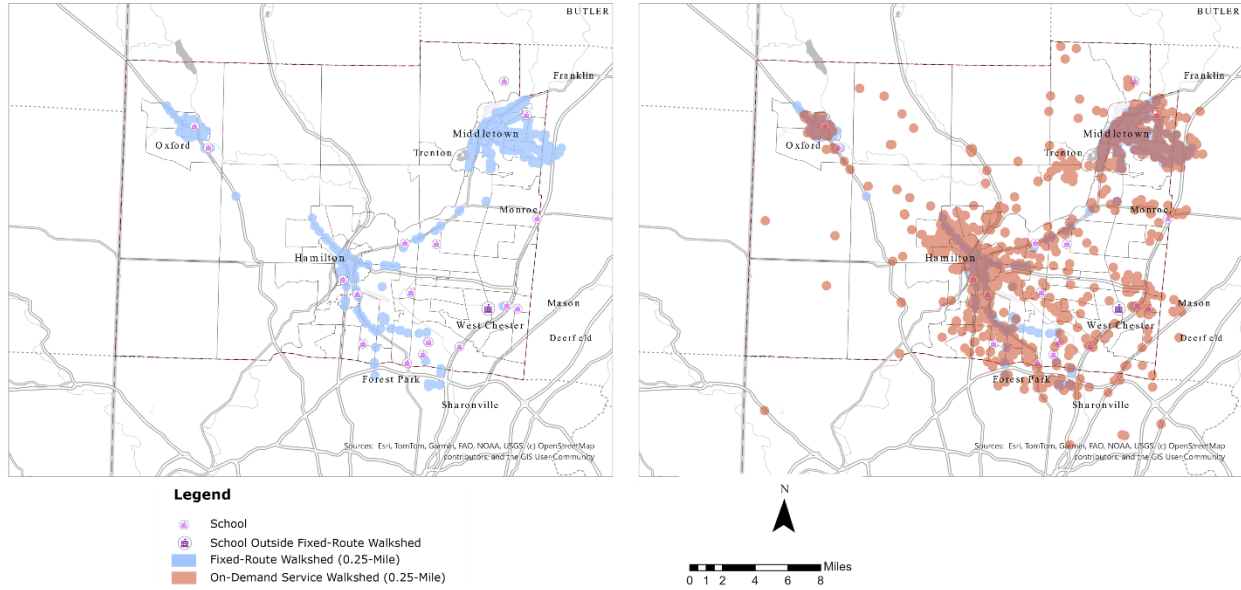 BUTLER
Franklin
Middletown
Oxford
Trenton
Monroe
Hamilton
Mason
West Chester
Deerfield
Forest Park
Sharonville
Sources: Esri, TomTom, Garmin, FAO, NOAA, USGS, (c) OpenStreetMap
contributors, and the GIS User Community
BUTLER
Franklin
Middletown
Oxford
Trenton
Monroe
Hamilton
Mason
West Chester
Deerfield
Forest Park
Sharonville
Sources: Esri, TomTom, Garmin, FAO, NOAA, USGS, (c) OpenStreetMap
contributors, and the GIS User Community
Legend
School
School Outside Fixed-Route Walkshed
Fixed-Route Walkshed (0.25-Mile)
On-Demand Service Walkshed (0.25-Mile)
N
Miles
0 1 2 4 6 8